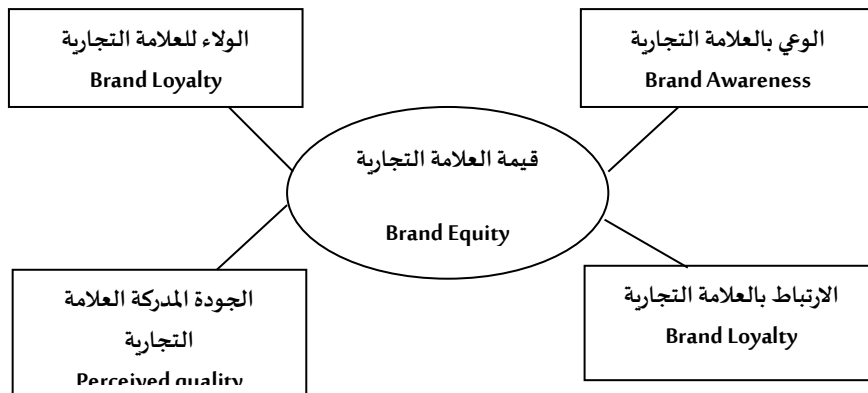 الوعي بالعلامة التجارية
Brand Awareness
الولاء للعلامة التجارية
Brand Loyalty
قيمة العلامة التجارية
Brand Equity
الارتباط بالعلامة التجارية
Brand Loyalty
الجودة المدركة العلامة
التجارية
Perceived quality